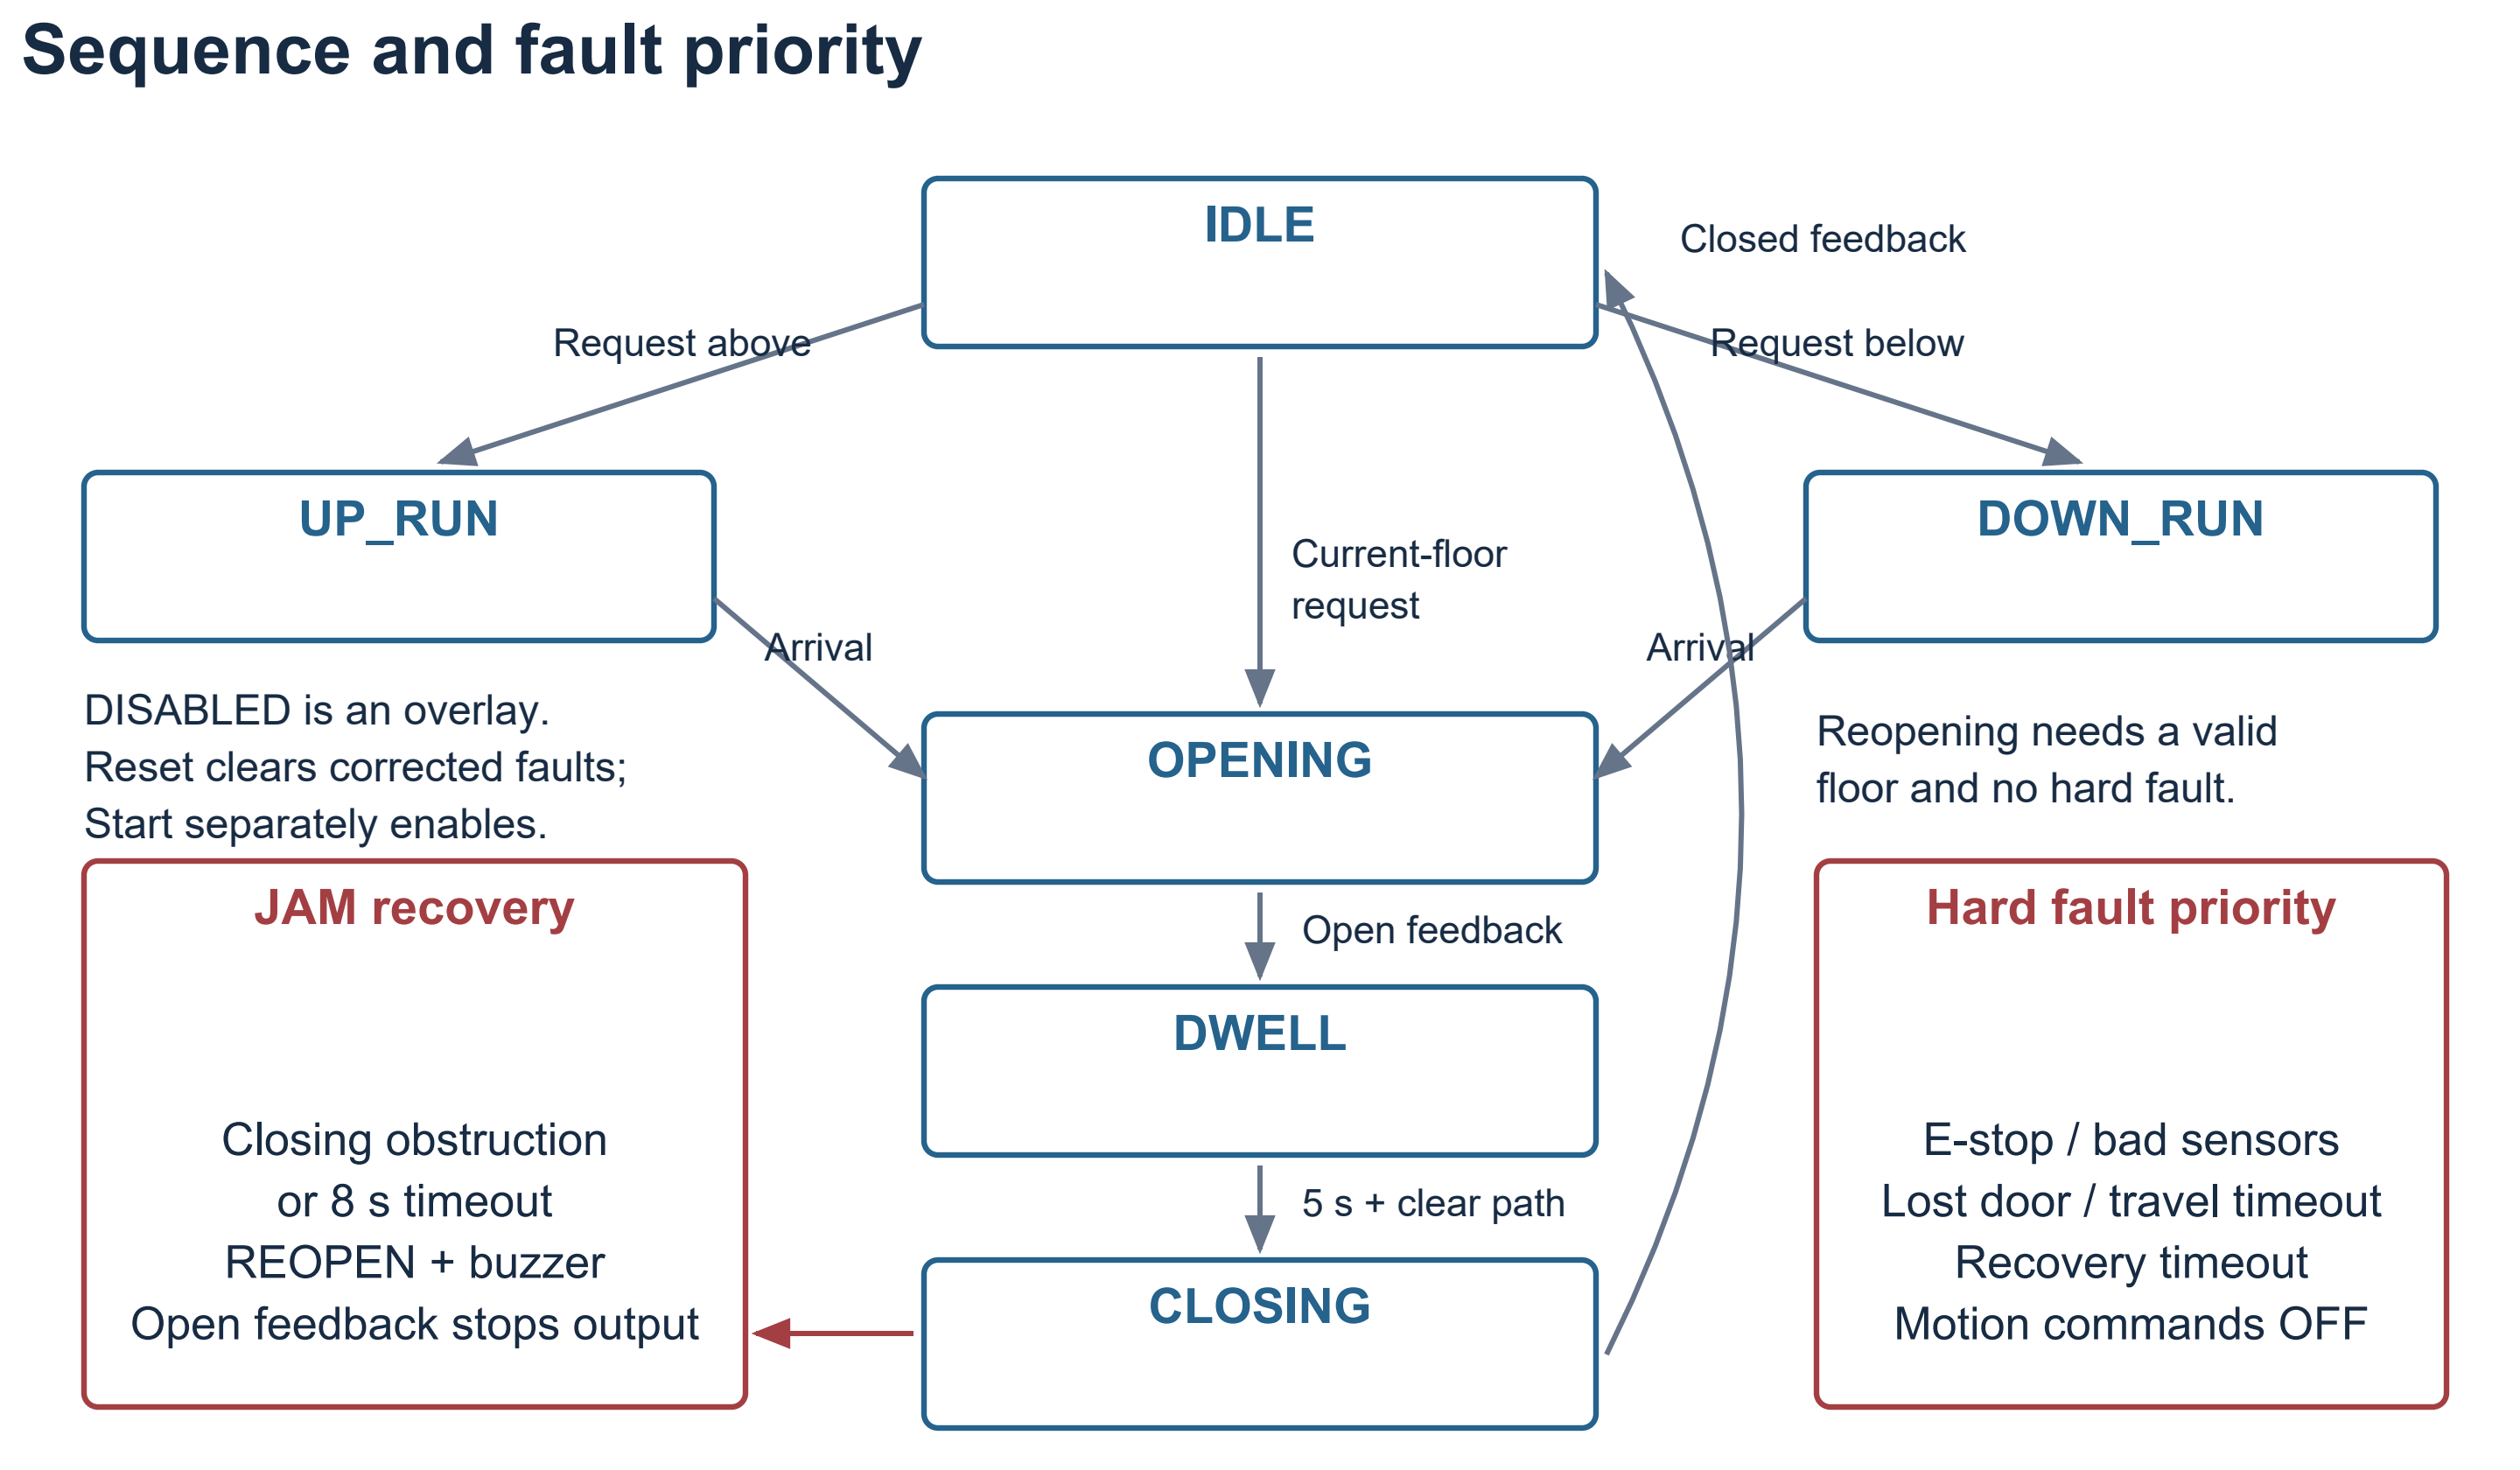 Sequence and fault priority
IDLE
Closed feedback
Request above
Request below
UP_RUN
DOWN_RUN
Current-floor
request
Arrival
Arrival
DISABLED is an overlay.
Reset clears corrected faults;
Start separately enables.
OPENING
Reopening needs a valid
floor and no hard fault.
JAM recovery
Closing obstruction
or 8 s timeout
REOPEN + buzzer
Open feedback stops output
Open feedback
DWELL
5 s + clear path
CLOSING
Hard fault priority
E-stop / bad sensors
Lost door / travel timeout
Recovery timeout
Motion commands OFF